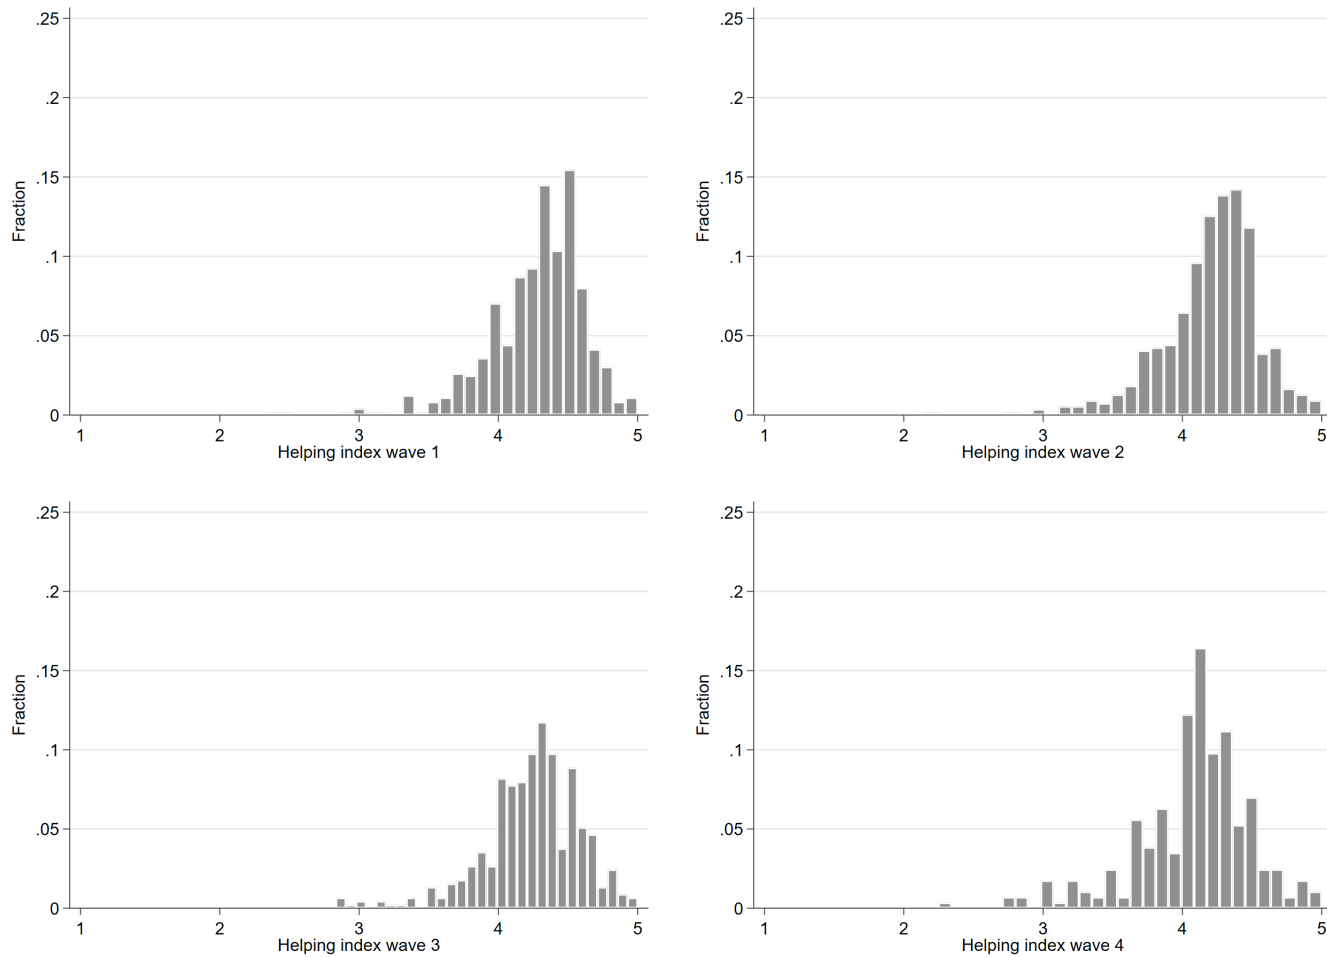 .25
.2
.15
.1
.05
0
Fraction
1 2 3 4 5
Helping index wave 1
.25
.2
.15
.1
.05
0
Fraction
1 2 3 4 5
Helping index wave 2
.25
.2
.15
.1
.05
0
Fraction
1 2 3 4 5
Helping index wave 3
.25
.2
.15
.1
.05
0
Fraction
1 2 3 4 5
Helping index wave 4